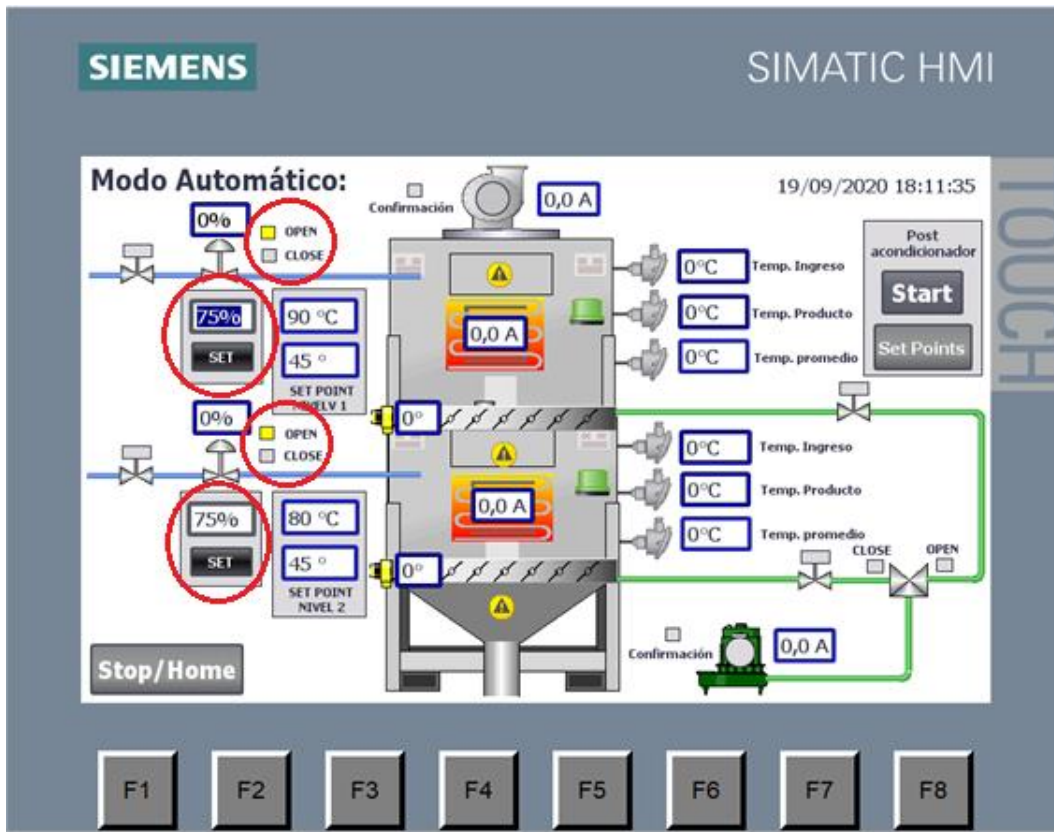 SIEMENS
SIMATIC HMI
TOUCH
Modo Automático:
19/09/2020 18:11:35
Confirmación
0,0 A
0%
OPEN
CLOSE
75%
SET
90 °C
45 °
SET POINT
NIVELV 1
0,0 A
0°C Temp. Ingreso
0°C Temp. Producto
0°C Temp. promedio
Post
acondicionador
Start
Set Points
0%
OPEN
CLOSE
0°
75%
SET
80 °C
45 °
SET POINT
NIVEL 2
0,0 A
0°
0°C Temp. Ingreso
0°C Temp. Producto
0°C Temp. promedio
CLOSE OPEN
Confirmación
0,0 A
Stop/Home
F1 F2 F3 F4 F5 F6 F7 F8